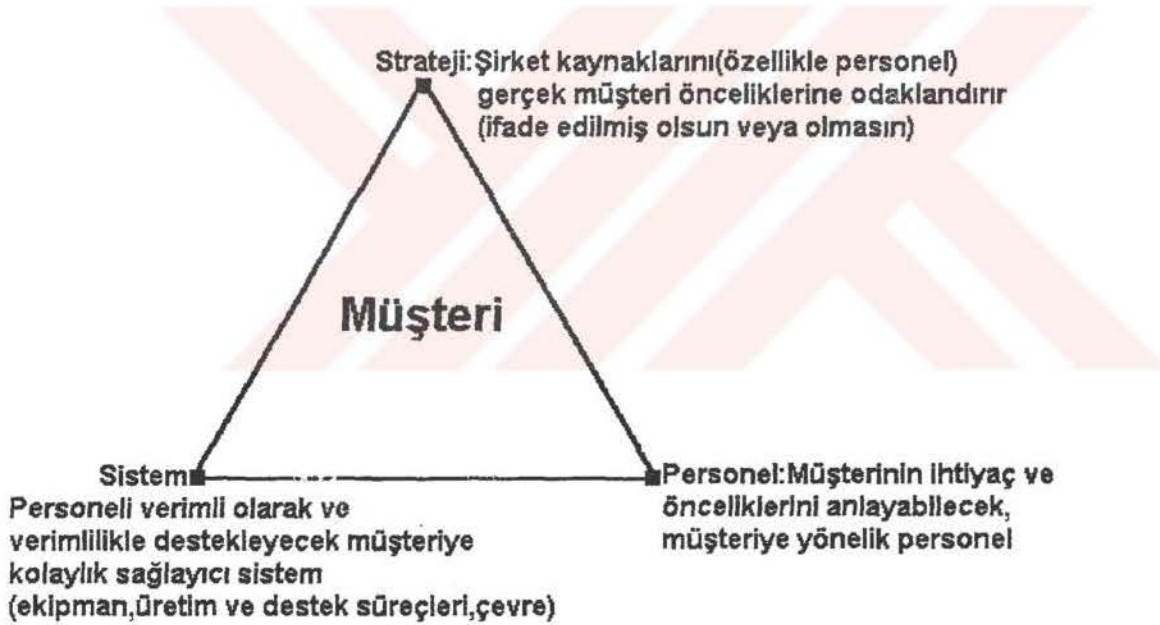 Strateji:Şirket kaynaklarını(özellikle personel)
gerçek müşteri önceliklerine odaklandırır
(ifade edilmiş olsun veya olmasın)
Müşteri
Sistem
Personeli verimli olarak ve
verimlilikle destekleyecek müşteriye
kolaylık sağlayıcı sistem
(ekipman,üretim ve destek süreçleri,çevre)
Personel:Müşterinin ihtiyaç ve
önceliklerini anlayabilecek,
müşteriye yönelik personel